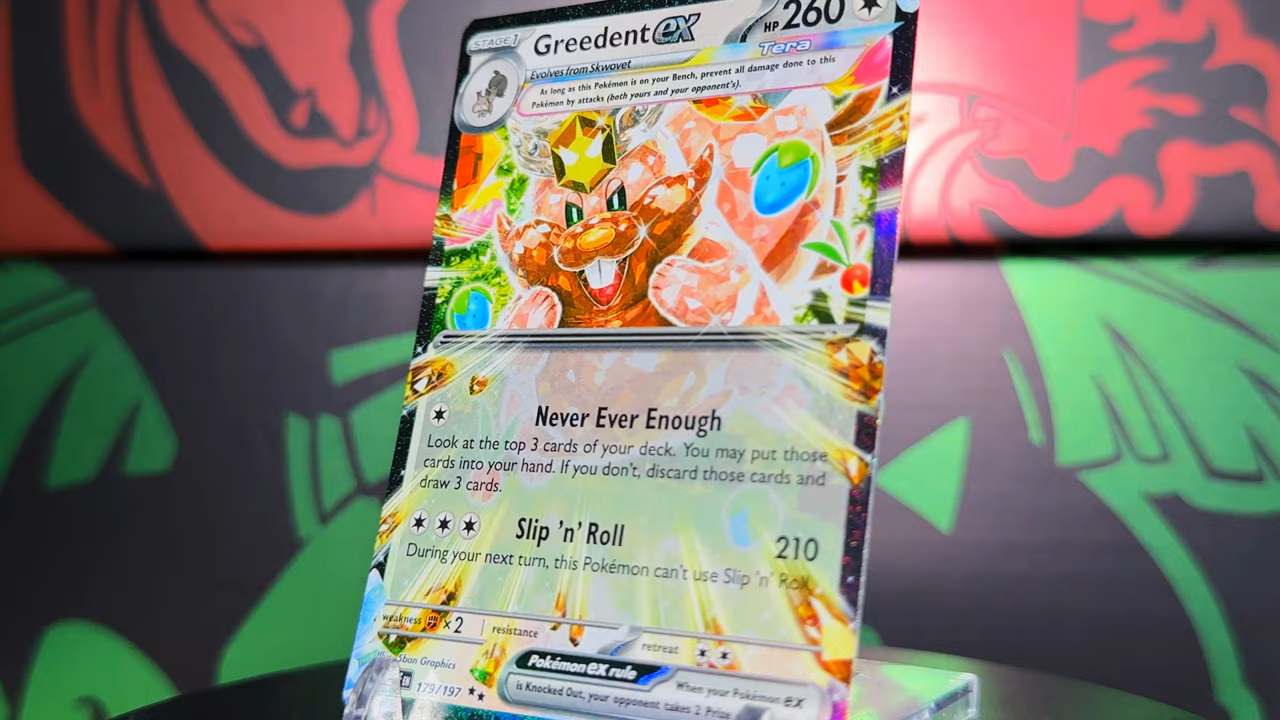 STAGE 1 Greedent ex HP 260
Evolves from Skwovet Tera
As long as this Pokémon is on your Bench, prevent all damage done to this
Pokémon by attacks (both yours and your opponent's).
Never Ever Enough
Look at the top 3 cards of your deck. You may put those
cards into your hand. If you don't, discard those cards and
draw 3 cards.
Slip 'n' Roll 210
During your next turn, this Pokémon can't use Slip 'n' Roll
weakness ×2 resistance
retreat
5ban Graphics
Pokémon ex rule
When your Pokémon ex
is Knocked Out, your opponent takes 2 Prize
179/197